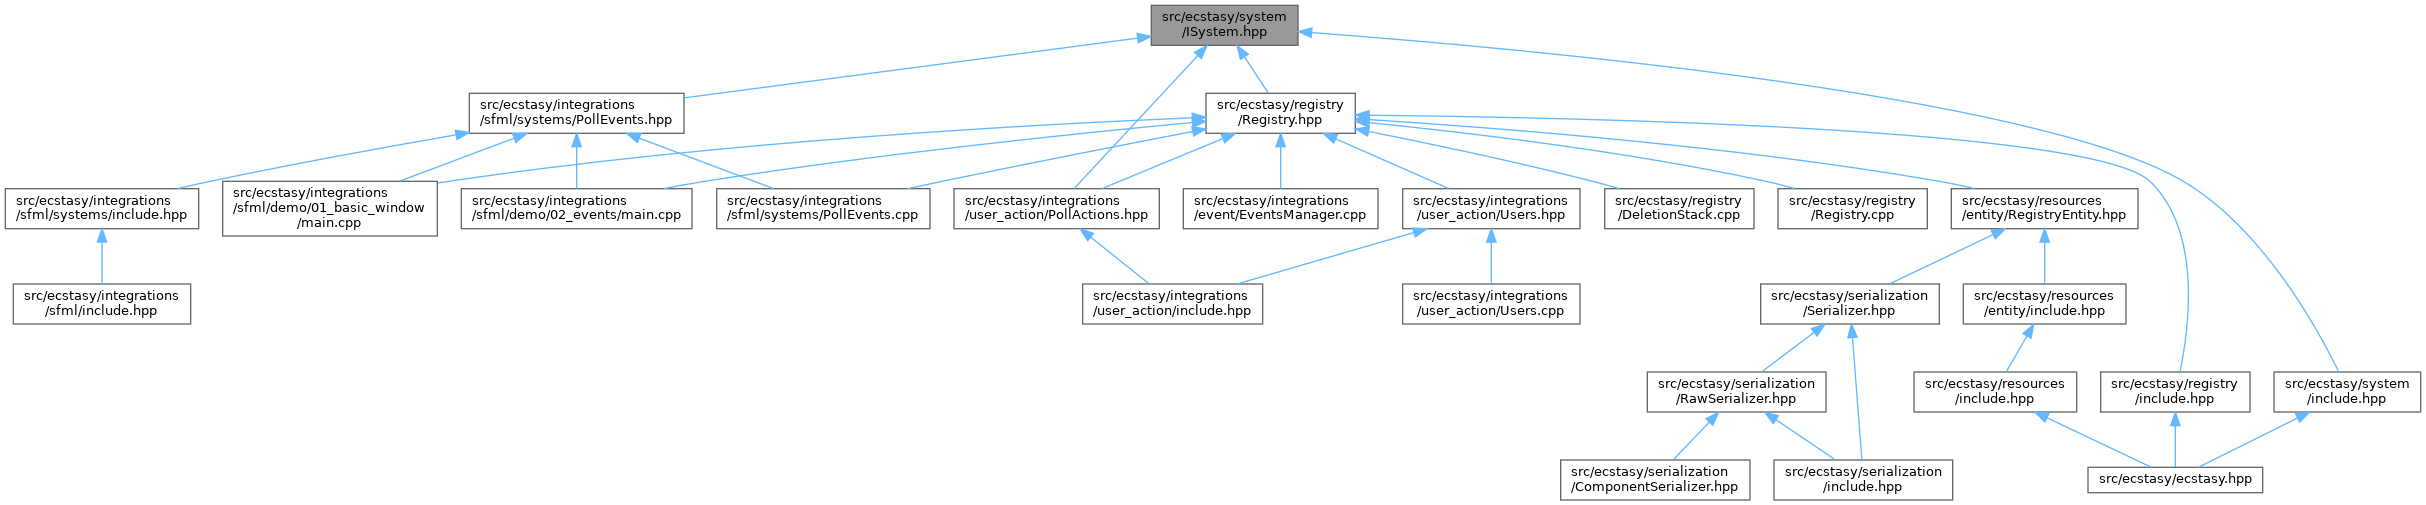 src/ecstasy/system
/ISystem.hpp
src/ecstasy/integrations
/sfml/systems/PollEvents.hpp
src/ecstasy/registry
/Registry.hpp
src/ecstasy/integrations
/sfml/systems/include.hpp
src/ecstasy/integrations
/sfml/demo/01_basic_window
/main.cpp
src/ecstasy/integrations
/sfml/demo/02_events/main.cpp
src/ecstasy/integrations
/sfml/systems/PollEvents.cpp
src/ecstasy/integrations
/user_action/PollActions.hpp
src/ecstasy/integrations
/event/EventsManager.cpp
src/ecstasy/integrations
/user_action/Users.hpp
src/ecstasy/registry
/DeletionStack.cpp
src/ecstasy/registry
/Registry.cpp
src/ecstasy/resources
/entity/RegistryEntity.hpp
src/ecstasy/integrations
/sfml/include.hpp
src/ecstasy/integrations
/user_action/include.hpp
src/ecstasy/integrations
/user_action/Users.cpp
src/ecstasy/serialization
/Serializer.hpp
src/ecstasy/resources
/entity/include.hpp
src/ecstasy/serialization
/RawSerializer.hpp
src/ecstasy/resources
/include.hpp
src/ecstasy/registry
/include.hpp
src/ecstasy/system
/include.hpp
src/ecstasy/serialization
/ComponentSerializer.hpp
src/ecstasy/serialization
/include.hpp
src/ecstasy/ecstasy.hpp